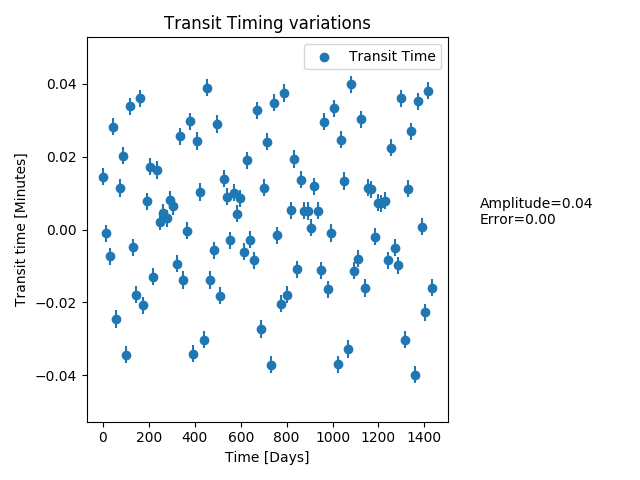 Transit Timing variations
Transit Time
0.04
0.02
0.00
−0.02
−0.04
Transit time [Minutes]
0 200 400 600 800 1000 1200 1400
Time [Days]
Amplitude=0.04
Error=0.00